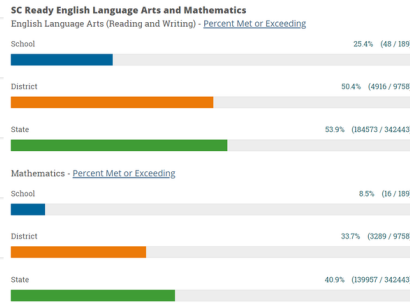 SC Ready English Language Arts and Mathematics
English Language Arts (Reading and Writing) - Percent Met or Exceeding
School 25.4% (48 / 189
District 50.4% (4916 / 9758
State 53.9% (184573 / 342443
Mathematics - Percent Met or Exceeding
School 8.5% (16 / 189
District 33.7% (3289 / 9758
State 40.9% (139957 / 342443